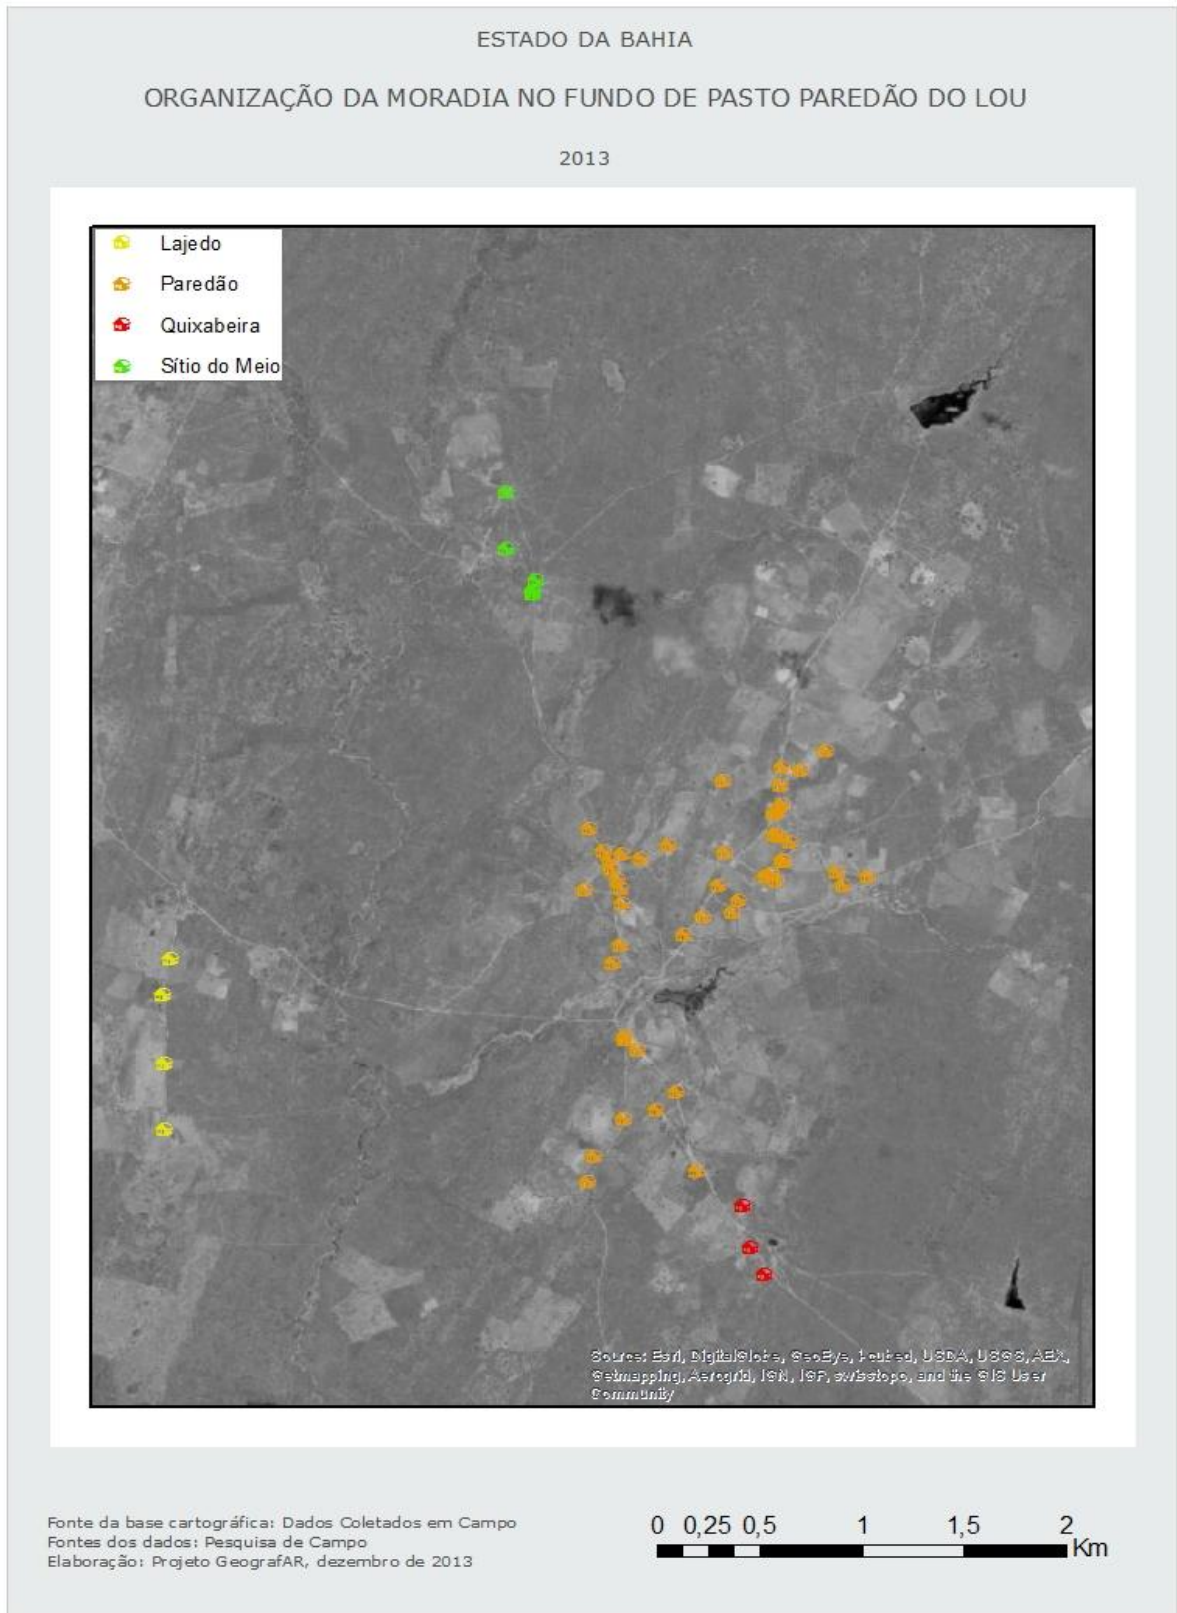 ESTADO DA BAHIA
ORGANIZAÇÃO DA MORADIA NO FUNDO DE PASTO PAREDÃO DO LOU
2013
Lajedo
Paredão
Quixabeira
Sítio do Meio
Source: Esri, DigitalGlobe, GeoEye, i-cubed, USDA, USGS, AEX,
Getmapping, Aerogrid, IGN, IGP, swisstopo, and the GIS User
Community
Fonte da base cartográfica: Dados Coletados em Campo
Fontes dos dados: Pesquisa de Campo
Elaboração: Projeto GeografAR, dezembro de 2013
0 0,25 0,5 1 1,5 2
Km